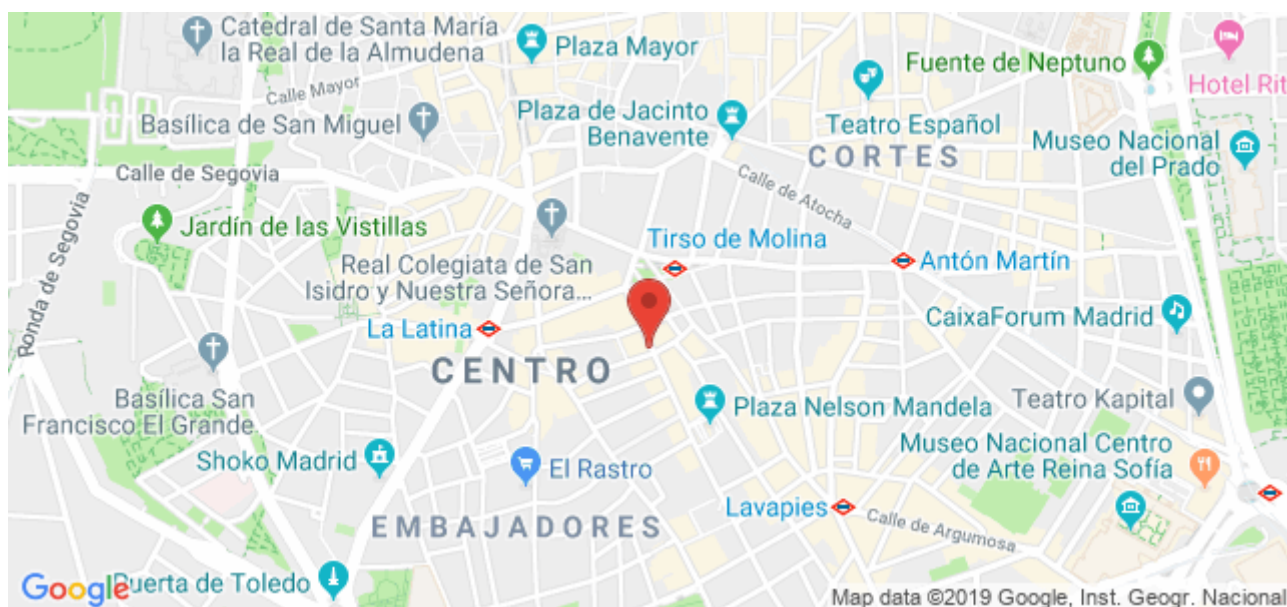 Catedral de Santa María
la Real de la Almudena
Plaza Mayor
Fuente de Neptuno
Hotel Rit
Calle Mayor
Plaza de Jacinto
Benavente
Teatro Español
Basílica de San Miguel
CORTES
Museo Nacional
del Prado
Calle de Segovia
Calle de Atocha
Jardín de las Vistillas
Tirso de Molina
Real Colegiata de San
Isidro y Nuestra Señora...
Antón Martín
Ronda de Segovia
La Latina
CaixaForum Madrid
CENTRO
Basílica San
Francisco El Grande
Plaza Nelson Mandela
Teatro Kapital
Shoko Madrid
El Rastro
Museo Nacional Centro
de Arte Reina Sofía
Lavapies
Calle de Argumosa
EMBAJADORES
Google
Puerta de Toledo
Map data ©2019 Google, Inst. Geogr. Nacional